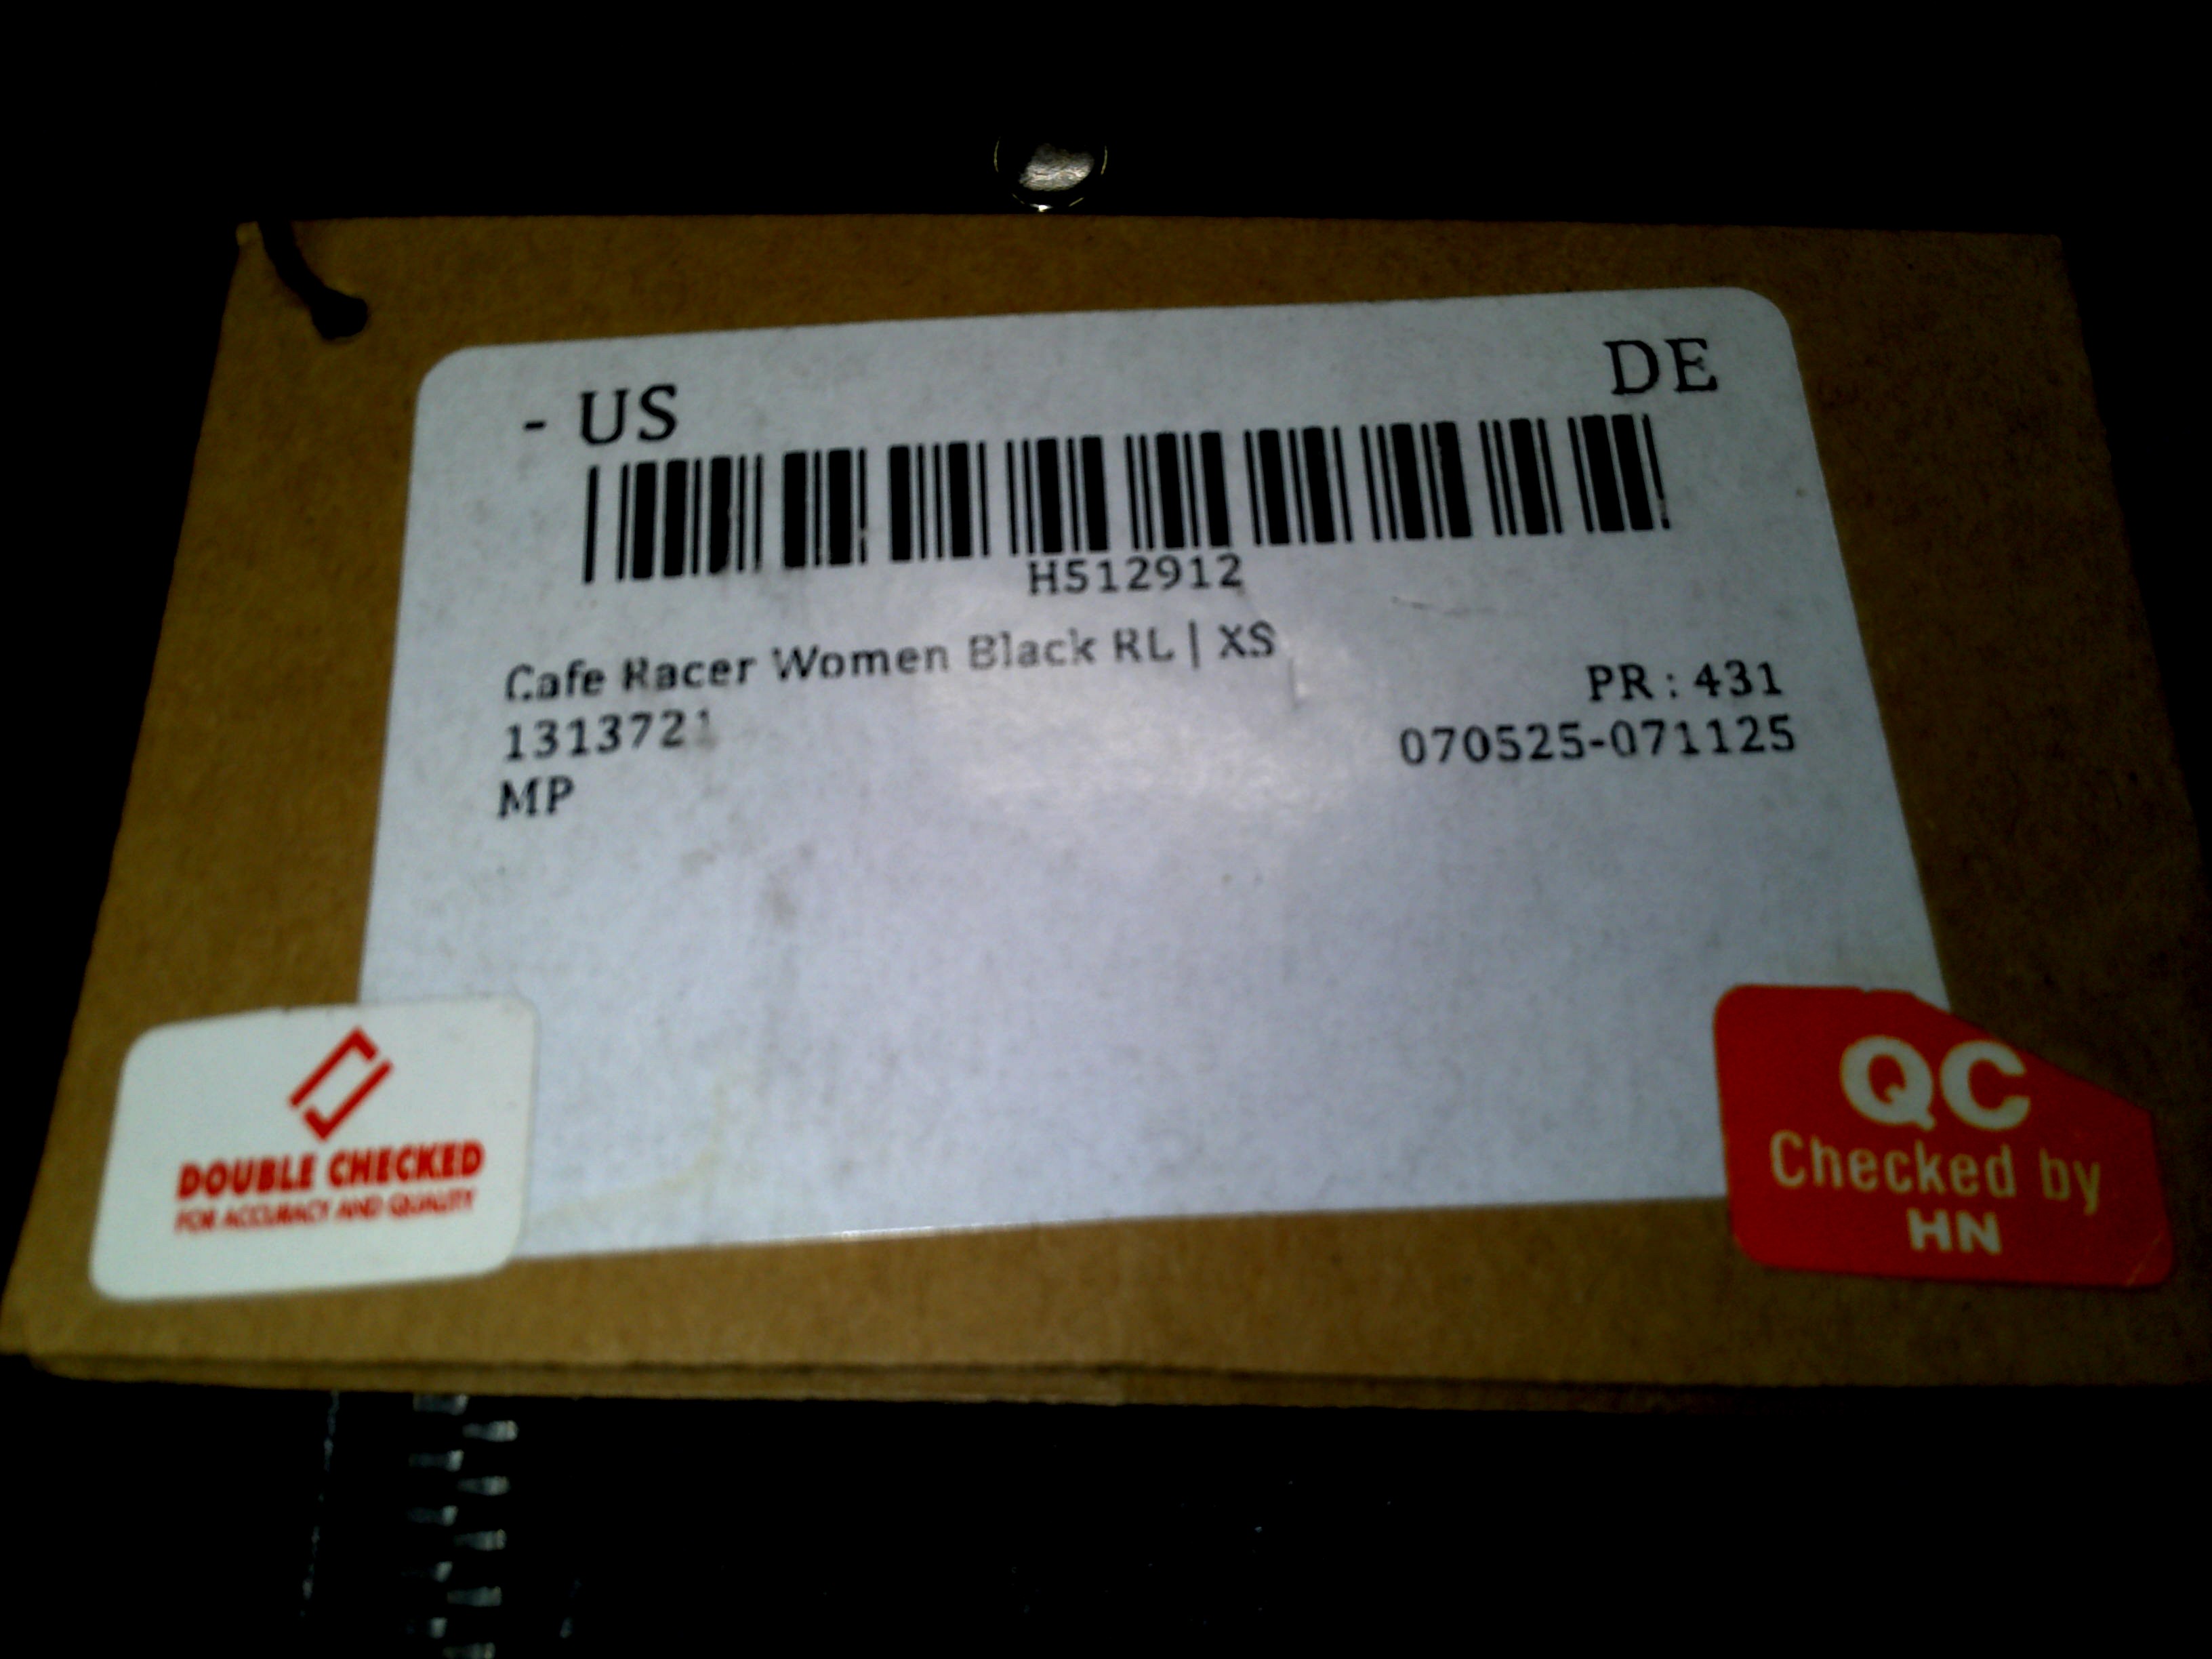 - US DE
H512912
Cafe Racer Women Black RL | XS
PR : 431
1313721
070525-071125
MP
DOUBLE CHECKED
FOR ACCURACY AND QUALITY
QC
Checked by
HN